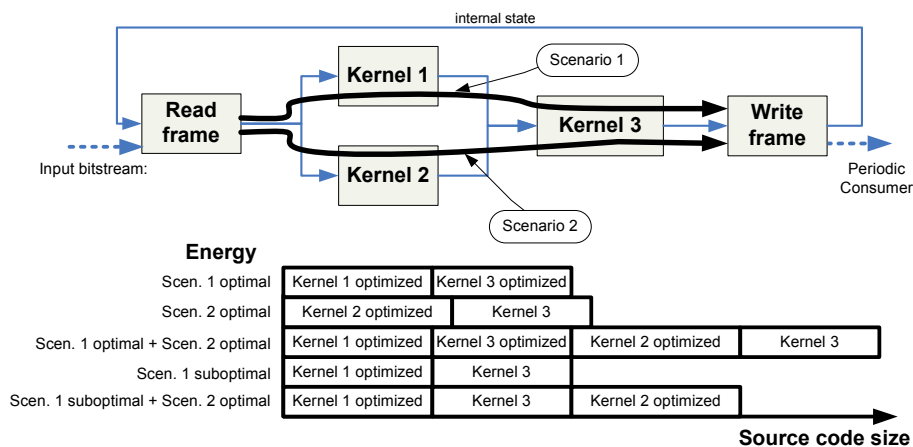 internal state
Scenario 1
Kernel 1
Read
frame
Kernel 3
Write
frame
Input bitstream:
Kernel 2
Periodic
Consumer
Scenario 2
Energy
Scen. 1 optimal
Kernel 1 optimized
Kernel 3 optimized
Scen. 2 optimal
Kernel 2 optimized
Kernel 3
Scen. 1 optimal + Scen. 2 optimal
Kernel 1 optimized
Kernel 3 optimized
Kernel 2 optimized
Kernel 3
Scen. 1 suboptimal
Kernel 1 optimized
Kernel 3
Scen. 1 suboptimal + Scen. 2 optimal
Kernel 1 optimized
Kernel 3
Kernel 2 optimized
Source code size